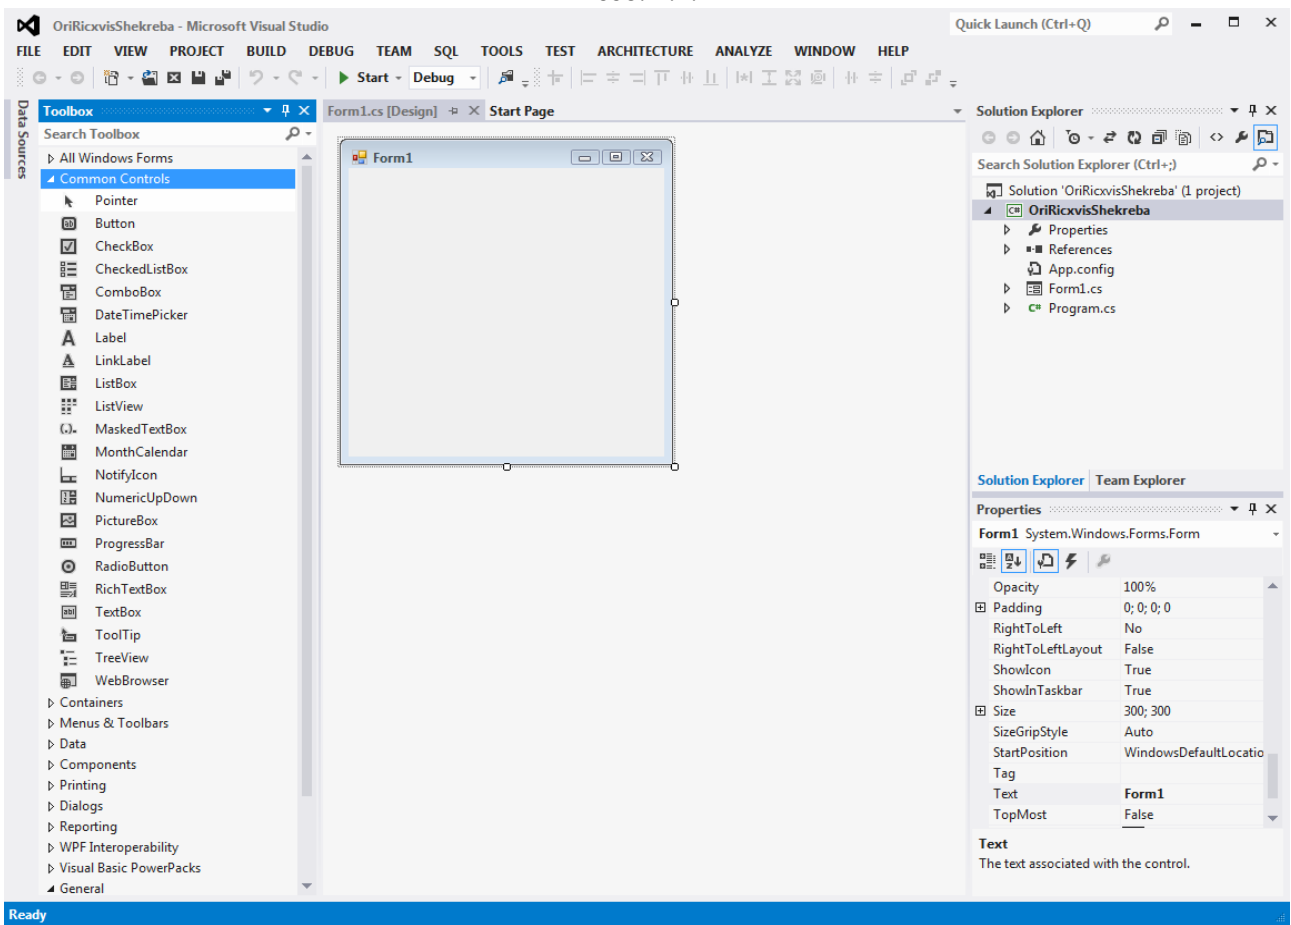 OriRicxvisShekreba - Microsoft Visual Studio
Quick Launch (Ctrl+Q)
FILE EDIT VIEW PROJECT BUILD DEBUG TEAM SQL TOOLS TEST ARCHITECTURE ANALYZE WINDOW HELP
Start Debug
Data Sources
Toolbox
Search Toolbox
All Windows Forms
Common Controls
Pointer
Button
CheckBox
CheckedListBox
ComboBox
DateTimePicker
Label
LinkLabel
ListBox
ListView
MaskedTextBox
MonthCalendar
NotifyIcon
NumericUpDown
PictureBox
ProgressBar
RadioButton
RichTextBox
TextBox
ToolTip
TreeView
WebBrowser
Containers
Menus & Toolbars
Data
Components
Printing
Dialogs
Reporting
WPF Interoperability
Visual Basic PowerPacks
General
Form1.cs [Design] Start Page
Form1
Solution Explorer
Search Solution Explorer (Ctrl+;)
Solution 'OriRicxvisShekreba' (1 project)
OriRicxvisShekreba
Properties
References
App.config
Form1.cs
Program.cs
Solution Explorer Team Explorer
Properties
Form1 System.Windows.Forms.Form
Opacity 100%
Padding 0; 0; 0; 0
RightToLeft No
RightToLeftLayout False
ShowIcon True
ShowInTaskbar True
Size 300; 300
SizeGripStyle Auto
StartPosition WindowsDefaultLocatio
Tag
Text Form1
TopMost False
Text
The text associated with the control.
Ready